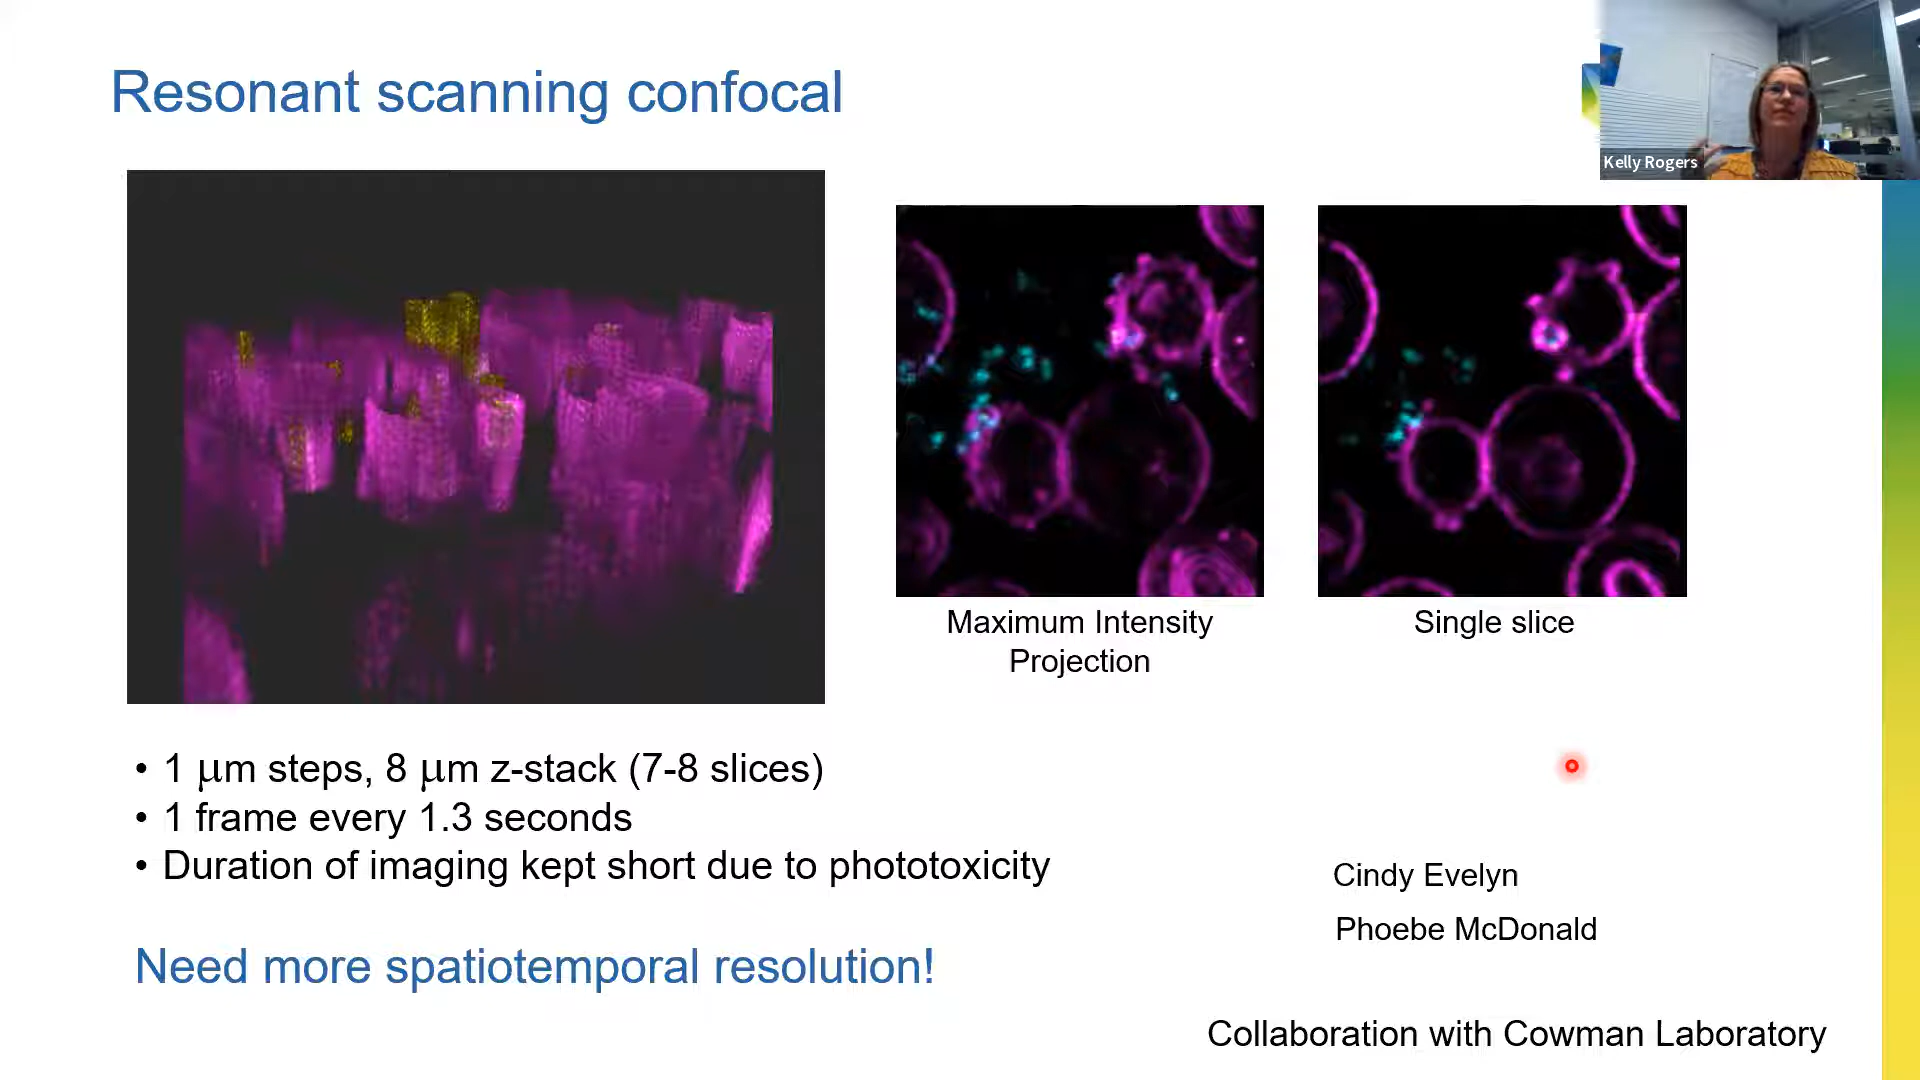 Resonant scanning confocal
Kelly Rogers
Maximum Intensity
Projection
Single slice
• 1 μm steps, 8 μm z-stack (7-8 slices)
• 1 frame every 1.3 seconds
• Duration of imaging kept short due to phototoxicity
Need more spatiotemporal resolution!
Cindy Evelyn
Phoebe McDonald
Collaboration with Cowman Laboratory